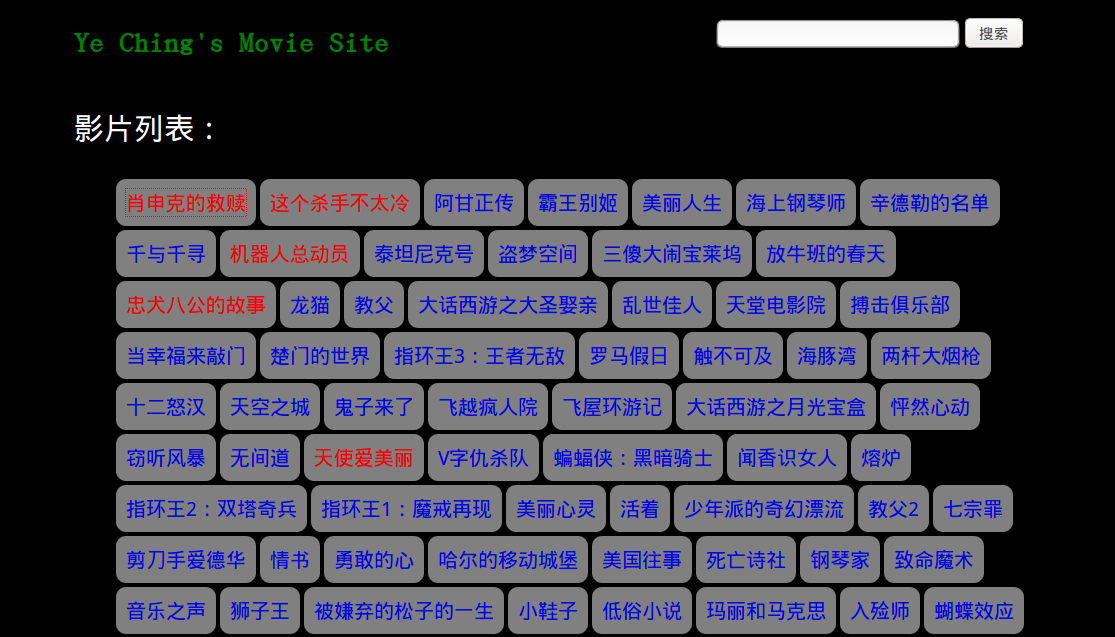 Ye Ching's Movie Site 搜索
影片列表：
肖申克的救赎 这个杀手不太冷 阿甘正传 霸王别姬 美丽人生 海上钢琴师 辛德勒的名单
千与千寻 机器人总动员 泰坦尼克号 盗梦空间 三傻大闹宝莱坞 放牛班的春天
忠犬八公的故事 龙猫 教父 大话西游之大圣娶亲 乱世佳人 天堂电影院 搏击俱乐部
当幸福来敲门 楚门的世界 指环王3：王者无敌 罗马假日 触不可及 海豚湾 两杆大烟枪
十二怒汉 天空之城 鬼子来了 飞越疯人院 飞屋环游记 大话西游之月光宝盒 怦然心动
窃听风暴 无间道 天使爱美丽 V字仇杀队 蝙蝠侠：黑暗骑士 闻香识女人 熔炉
指环王2：双塔奇兵 指环王1：魔戒再现 美丽心灵 活着 少年派的奇幻漂流 教父2 七宗罪
剪刀手爱德华 情书 勇敢的心 哈尔的移动城堡 美国往事 死亡诗社 钢琴家 致命魔术
音乐之声 狮子王 被嫌弃的松子的一生 小鞋子 低俗小说 玛丽和马克思 入殓师 蝴蝶效应